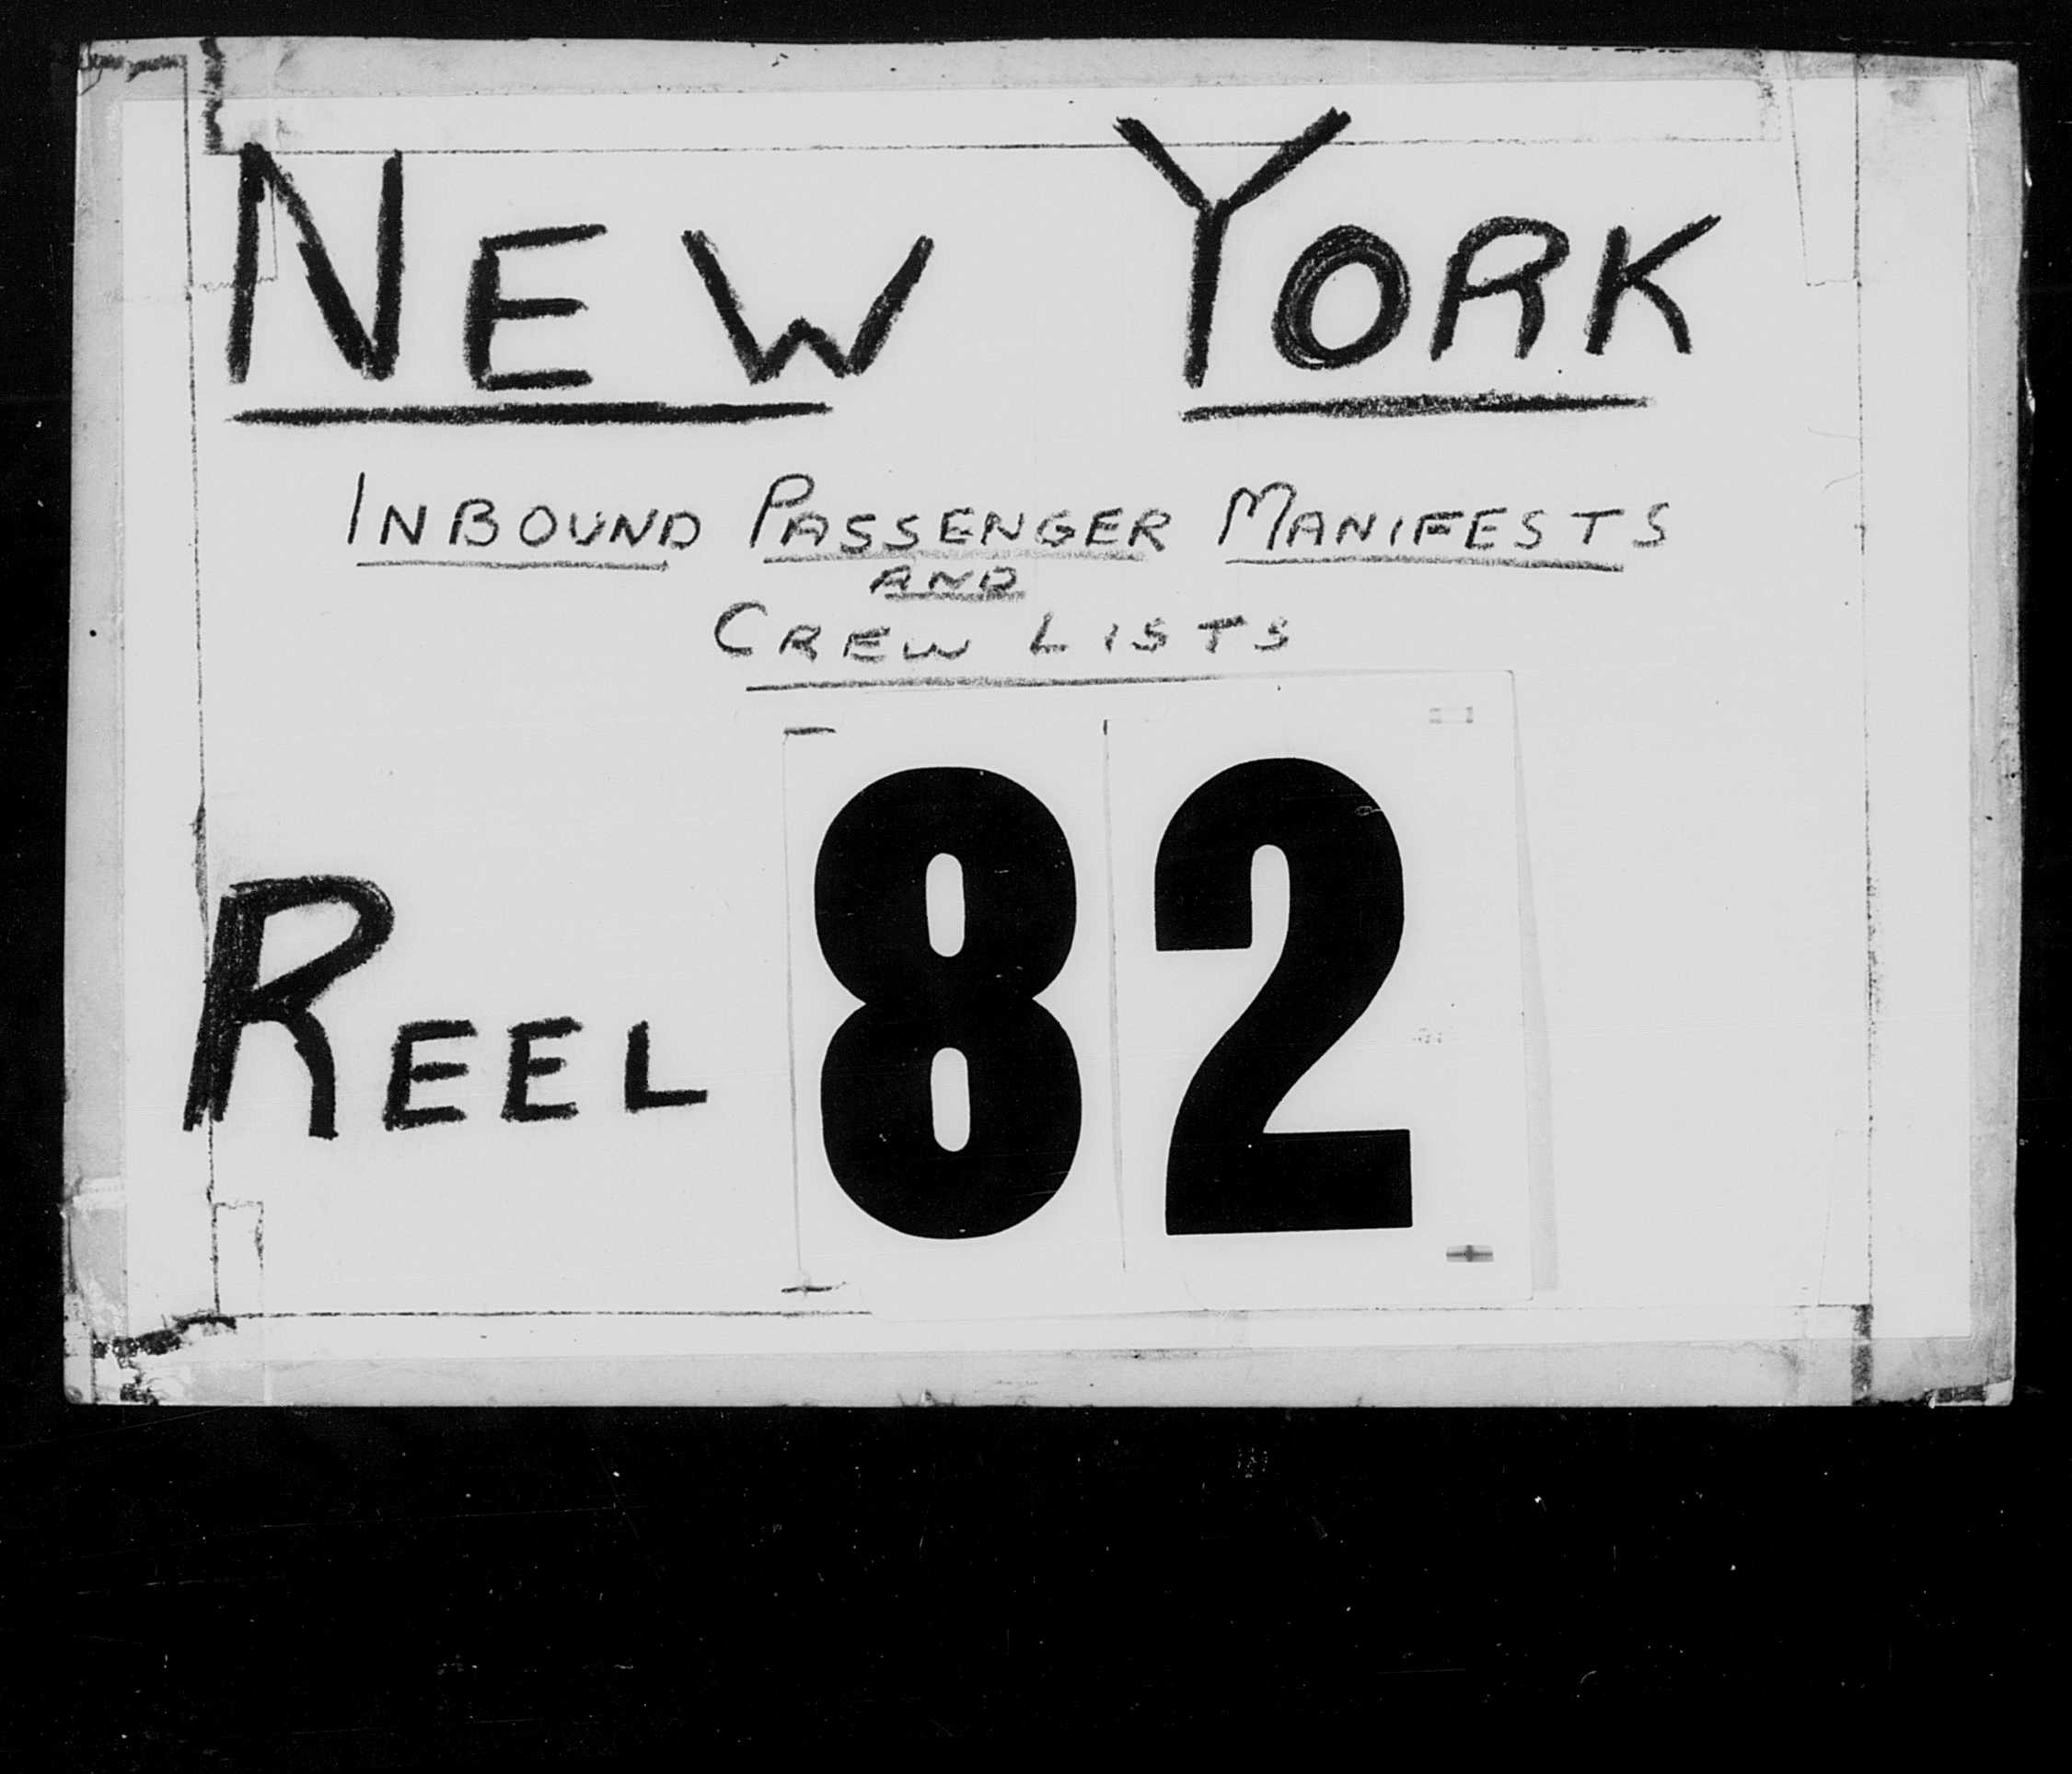 NEW YORK
INBOUND PASSENGER MANIFESTS
AND
CREW LISTS
REEL 82